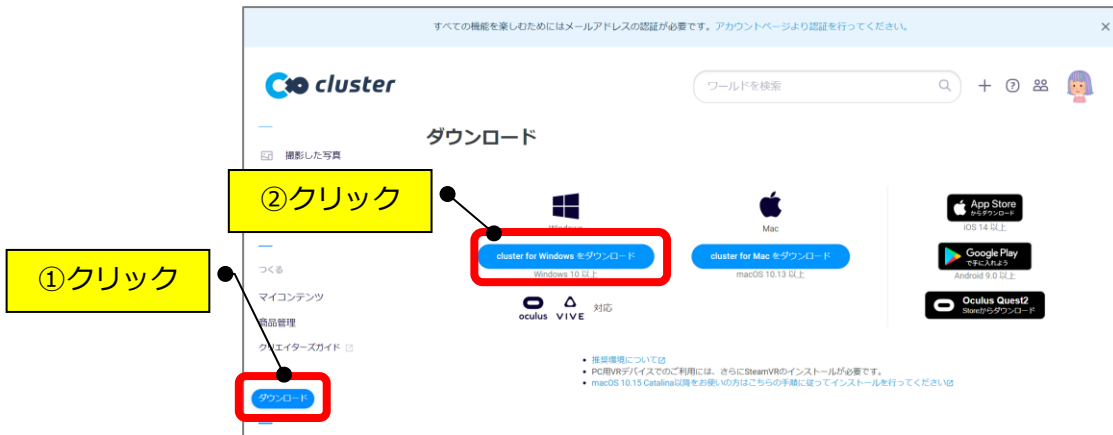 すべての機能を楽しむためにはメールアドレスの認証が必要です。アカウントページより認証を行ってください。
cluster
ワールドを検索
ダウンロード
撮影した写真
②クリック
①クリック
Windows
cluster for Windows をダウンロード
Windows 10 以上
oculus VIVE 対応
Mac
cluster for Mac をダウンロード
macOS 10.13 以上
App Store
からダウンロード
iOS 14 以上
Google Play
で手に入れよう
Android 9.0 以上
Oculus Quest2
Storeからダウンロード
つくる
マイコンテンツ
商品管理
クリエイターズガイド
ダウンロード
推奨環境について
PC用VRデバイスでのご利用には、さらにSteamVRのインストールが必要です。
macOS 10.15 Catalina以降をお使いの方はこちらの手順に従ってインストールを行ってください